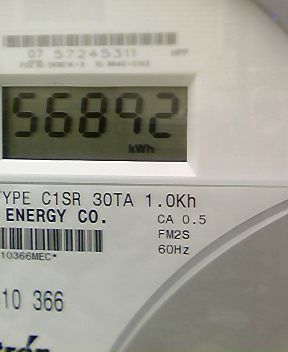 07 57245311
56892
kWh
TYPE C1SR 30TA 1.0Kh
ENERGY CO.
CA 0.5
FM2S
60Hz
10366MEC*
10 366